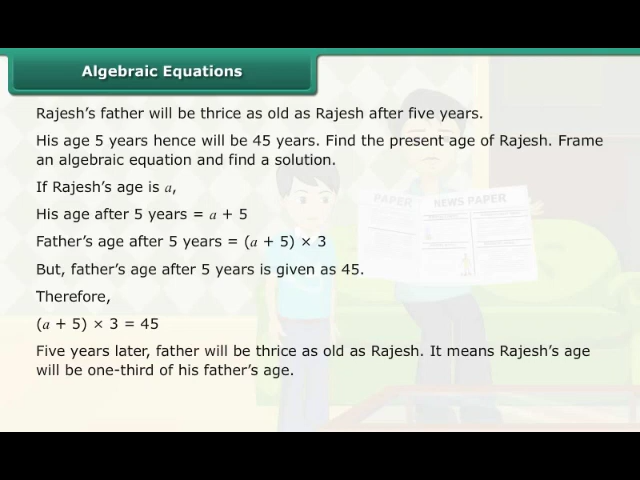 Algebraic Equations
Rajesh's father will be thrice as old as Rajesh after five years.
His age 5 years hence will be 45 years. Find the present age of Rajesh. Frame
an algebraic equation and find a solution.
If Rajesh's age is a,
His age after 5 years = a + 5
Father's age after 5 years = (a + 5) × 3
But, father's age after 5 years is given as 45.
Therefore,
(a + 5) × 3 = 45
Five years later, father will be thrice as old as Rajesh. It means Rajesh's age
will be one-third of his father's age.
PAPER
NEWS PAPER